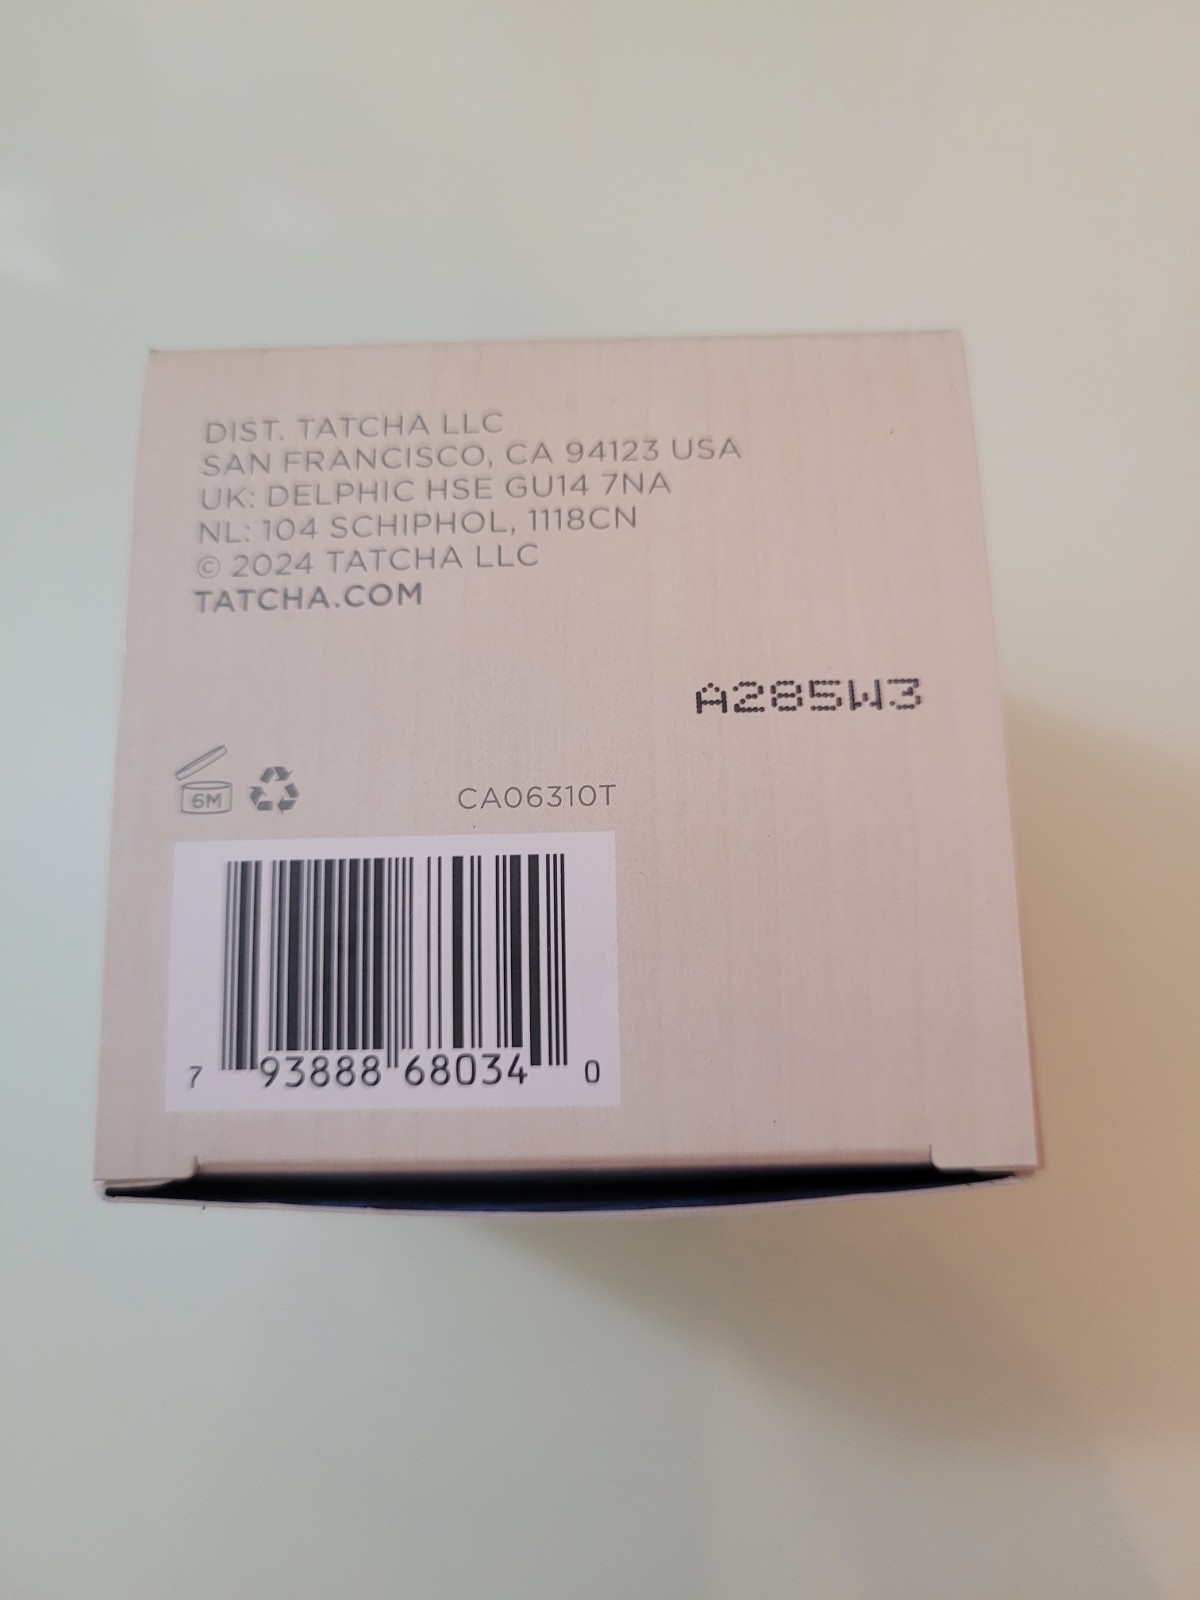 DIST. TATCHA LLC
SAN FRANCISCO, CA 94123 USA
UK: DELPHIC HSE GU14 7NA
NL: 104 SCHIPHOL, 1118CN
© 2024 TATCHA LLC
TATCHA.COM
A285W3
6M
CA06310T
7 93888 68034 0